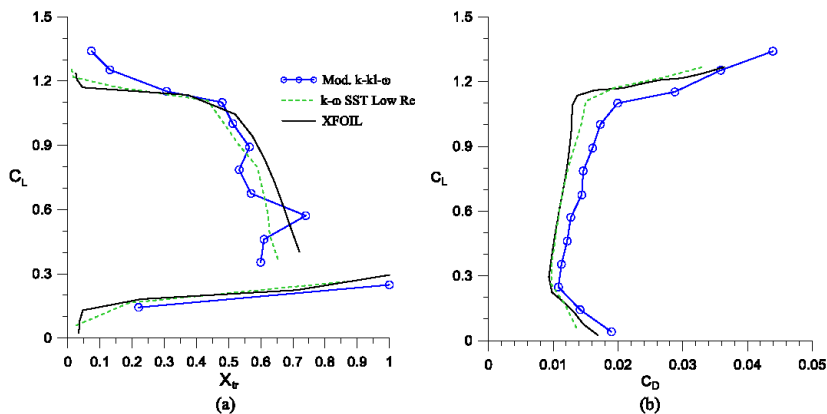 1.5
1.2
0.9
C_L
0.6
0.3
0
0 0.1 0.2 0.3 0.4 0.5 0.6 0.7 0.8 0.9 1
X_tr
(a)
Mod. k-kl-ω
k-ω SST Low Re
XFOIL
1.5
1.2
0.9
C_L
0.6
0.3
0
0 0.01 0.02 0.03 0.04 0.05
C_D
(b)